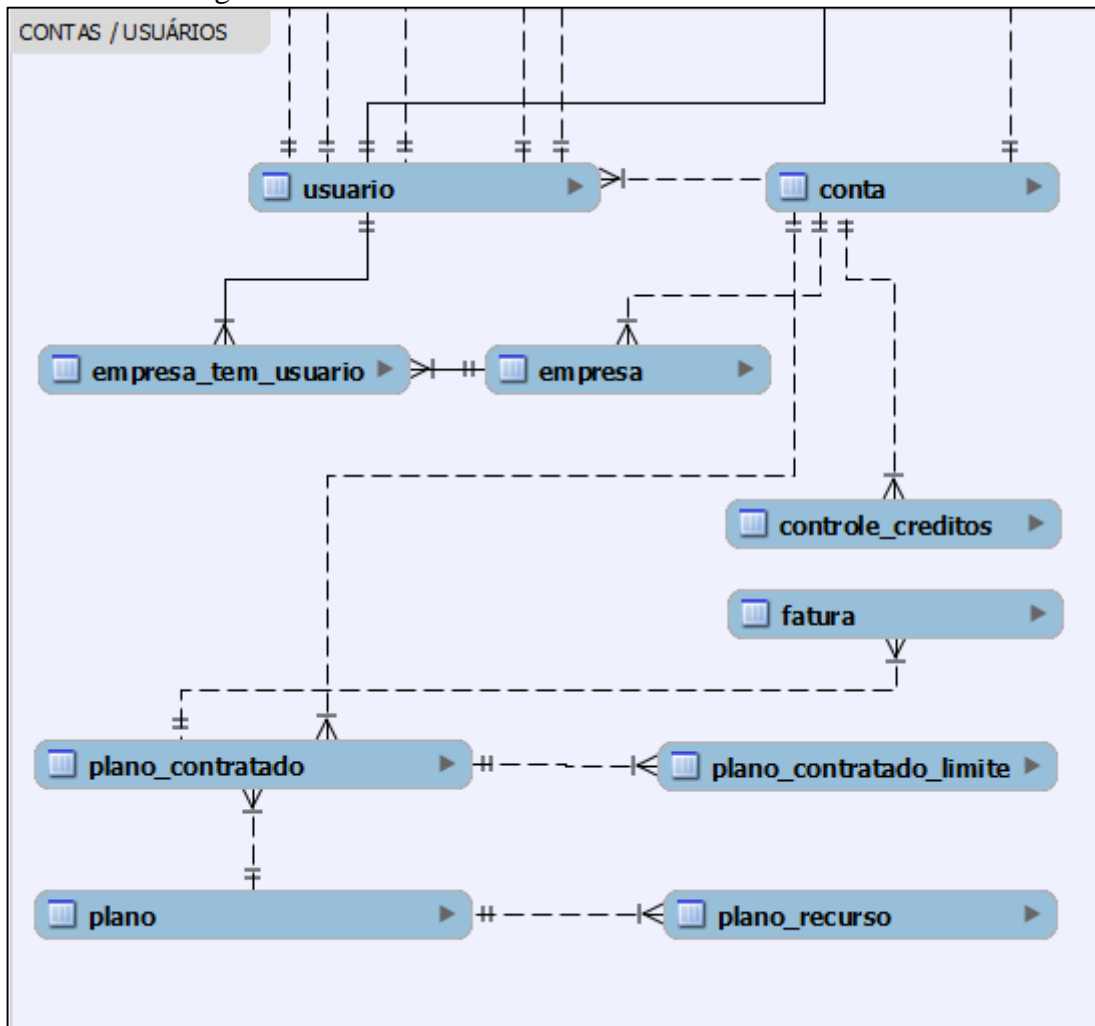 CONTAS / USUÁRIOS
usuario
conta
empresa_tem_usuario
empresa
controle_creditos
fatura
plano_contratado
plano_contratado_limite
plano
plano_recurso